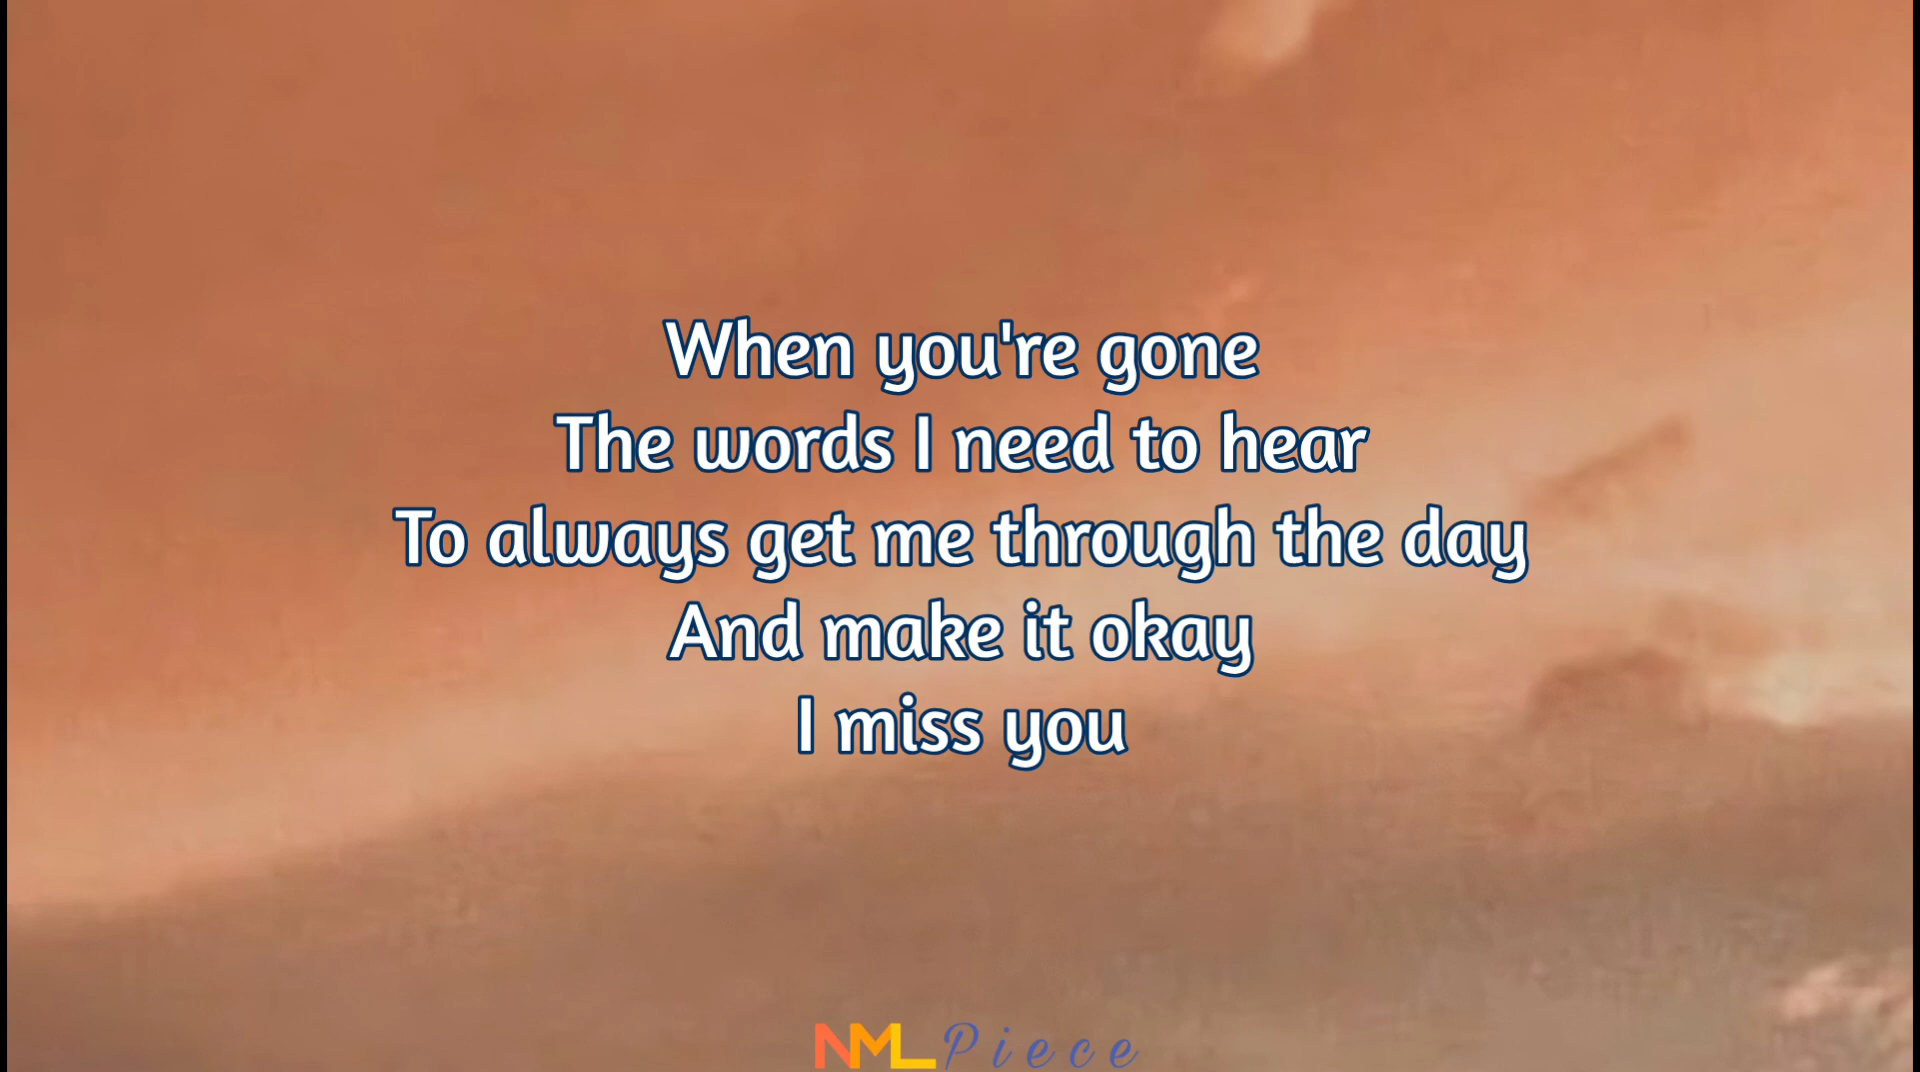 When you're gone
The words I need to hear
To always get me through the day
And make it okay
I miss you
NML Piece